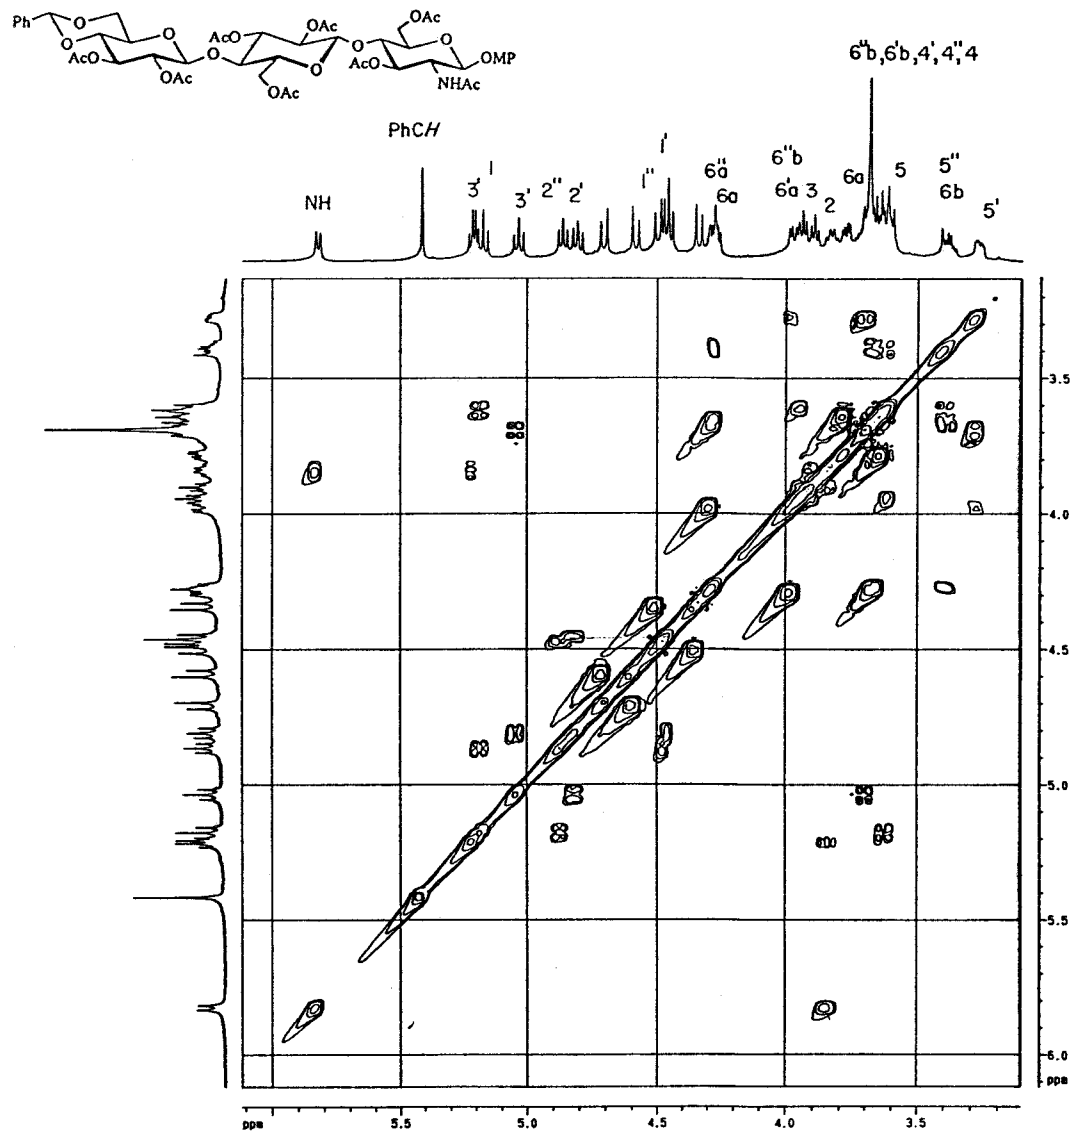 OAc
Ph O O AcO OAc O O
O O AcO O O OMP
AcO O O AcO
OAc NHAc
OAc
6"b,6'b,4',4",4
PhCH
1'
6"b
6"a
5"
1
1"
6'a 3
6a
5
3'
2"
6a
6b
NH
3'
2'
2
5'
3.5
4.0
4.5
5.0
5.5
6.0
ppm
ppm 5.5 5.0 4.5 4.0 3.5